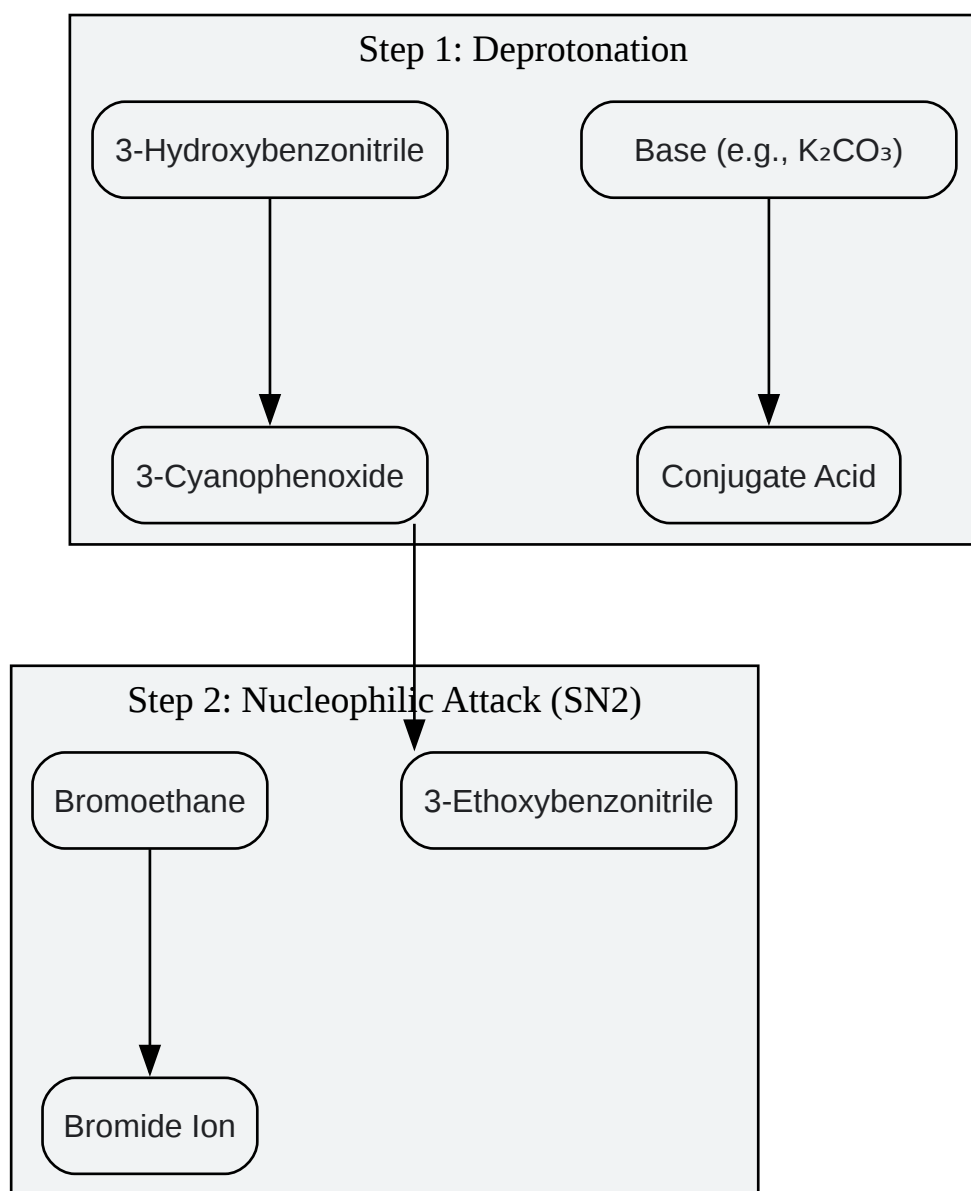 Step 1: Deprotonation
3-Hydroxybenzonitrile
Base (e.g., K₂CO₃)
3-Cyanophenoxide
Conjugate Acid
Step 2: Nucleophilic Attack (SN2)
Bromoethane
3-Ethoxybenzonitrile
Bromide Ion